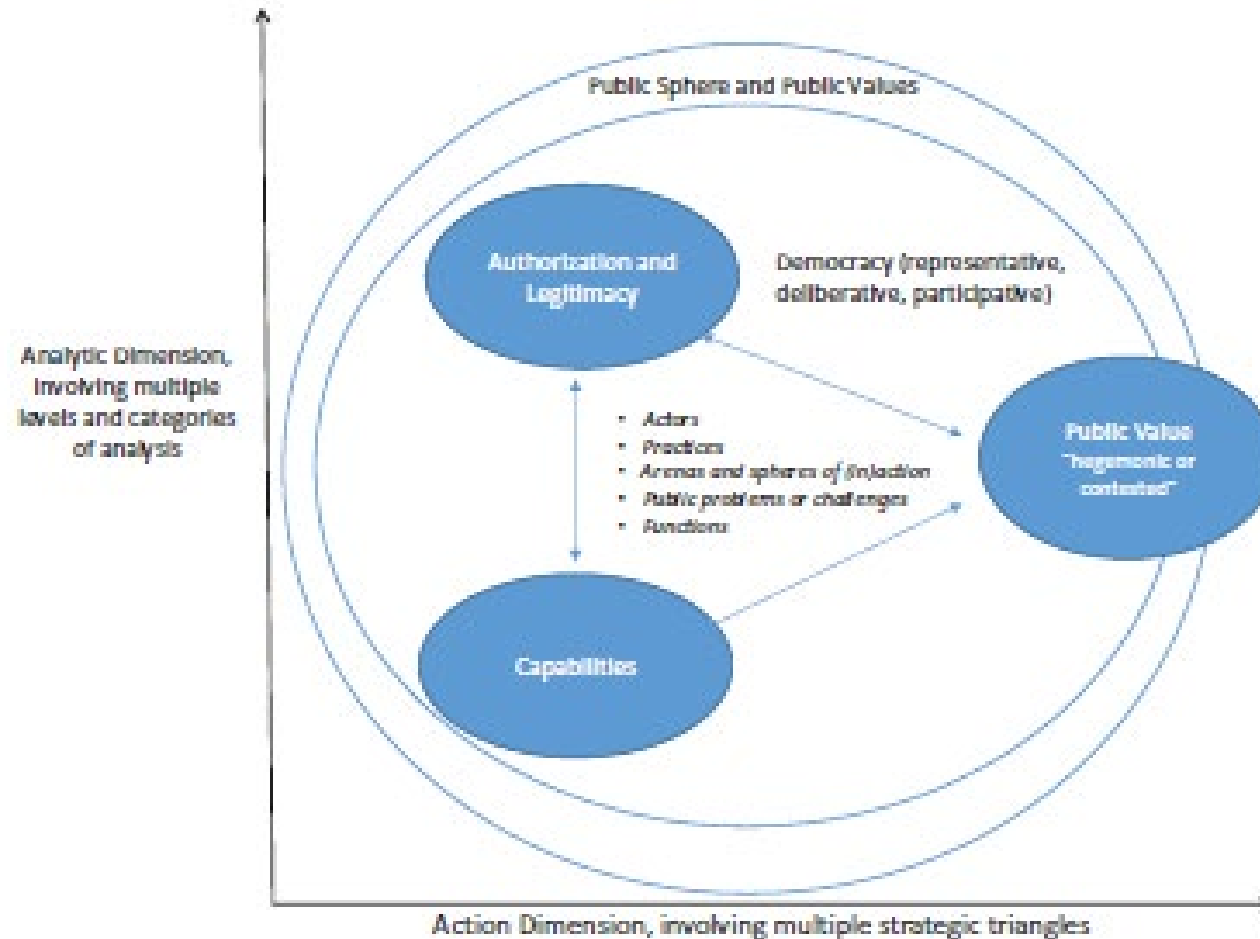 Public Sphere and Public Values
Authorization and
Legitimacy
Democracy (representative,
deliberative, participative)
Analytic Dimension,
involving multiple
levels and categories
of analysis
• Actors
• Practices
• Arenas and spheres of (in)action
• Public problems or challenges
• Functions
Public Value
"hegemonic or
contested"
Capabilities
Action Dimension, involving multiple strategic triangles